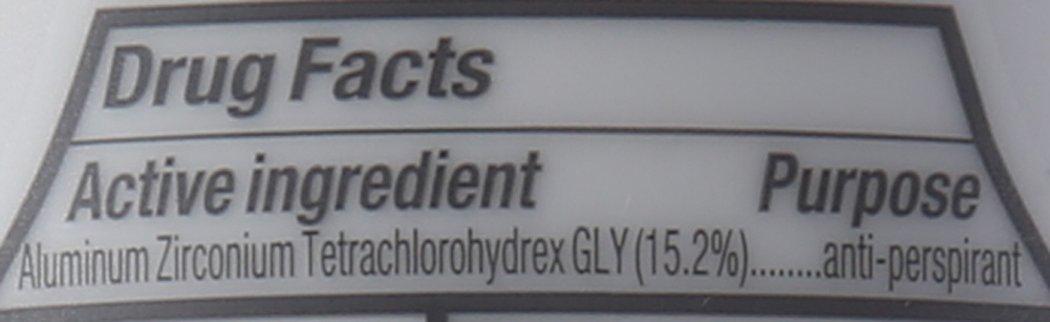 Drug Facts
Active ingredient Purpose
Aluminum Zirconium Tetrachlorohydrex GLY (15.2%)........anti-perspirant